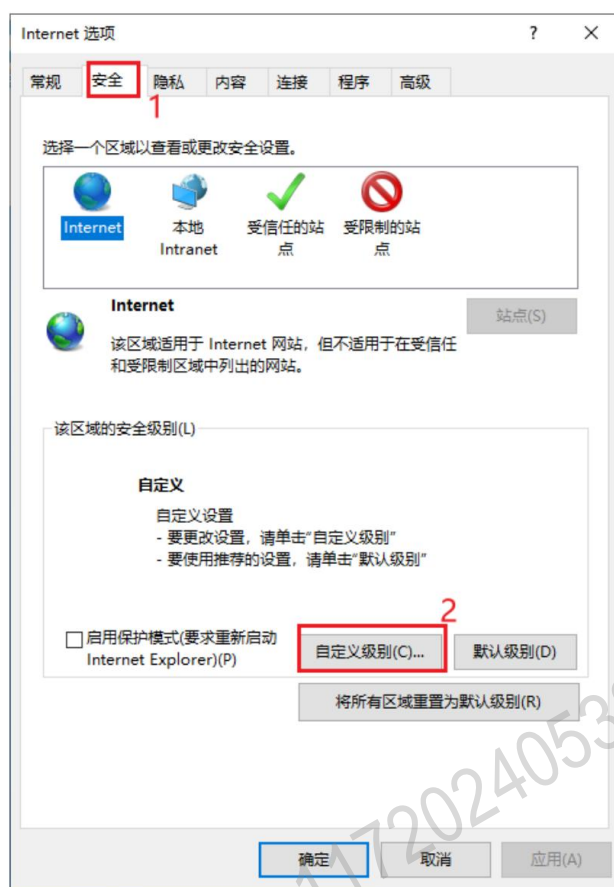 Internet 选项
?
常规 安全 隐私 内容 连接 程序 高级
1
选择一个区域以查看或更改安全设置。
Internet 本地 受信任的站 受限制的站
Intranet 点 点
Internet
站点(S)
该区域适用于 Internet 网站，但不适用于在受信任
和受限制区域中列出的网站。
该区域的安全级别(L)
自定义
自定义设置
- 要更改设置，请单击“自定义级别”
- 要使用推荐的设置，请单击“默认级别”
2
启用保护模式(要求重新启动
Internet Explorer)(P)
自定义级别(C)... 默认级别(D)
将所有区域重置为默认级别(R)
确定 取消 应用(A)